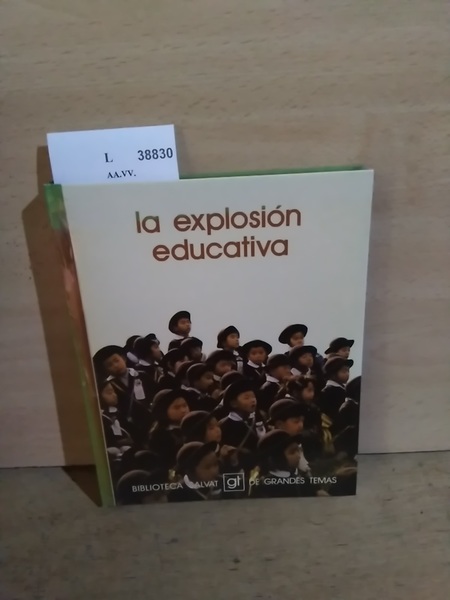 L 38830
AA.VV.
la explosión
educativa
BIBLIOTECA SALVAT gt DE GRANDES TEMAS